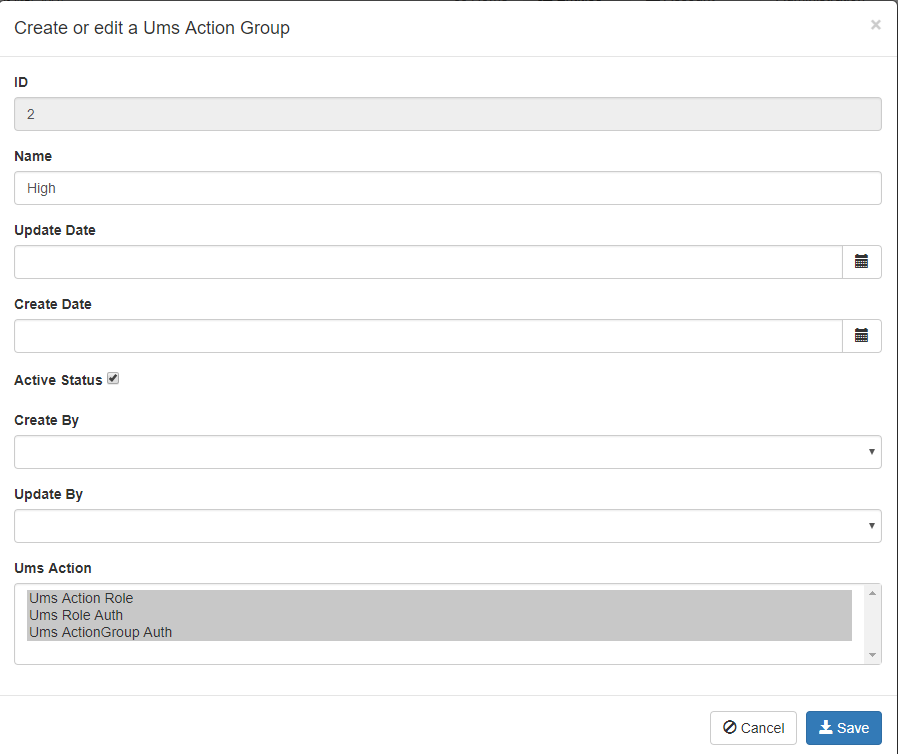 Create or edit a Ums Action Group
×
ID
2
Name
High
Update Date
Create Date
Active Status
Create By
Update By
Ums Action
Ums Action Role
Ums Role Auth
Ums ActionGroup Auth
Cancel
Save